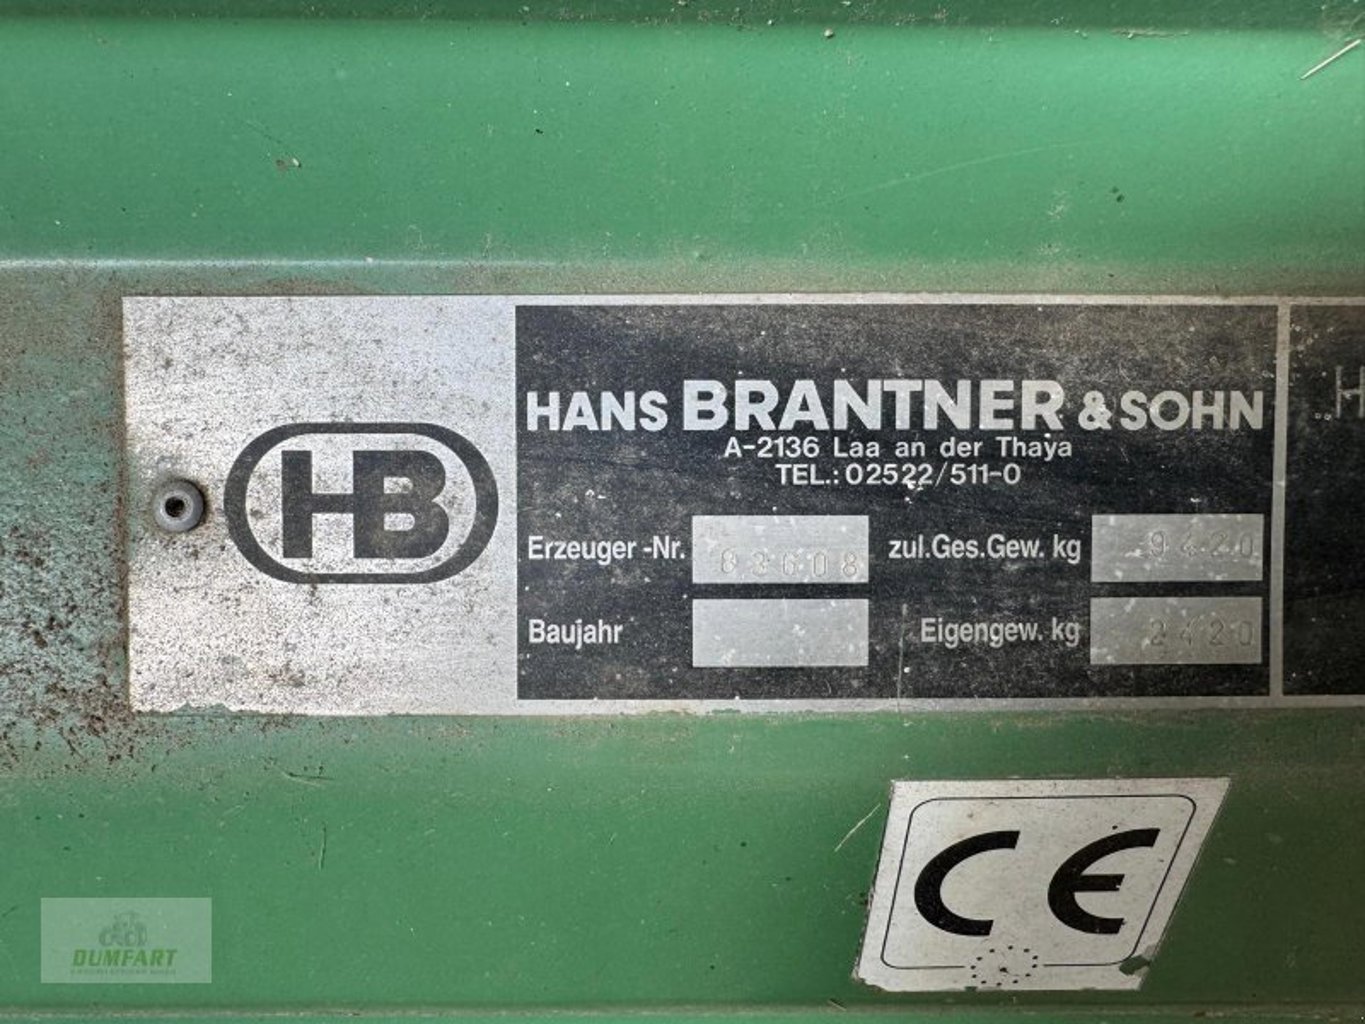 HB
HANS BRANTNER & SOHN
A-2136 Laa an der Thaya
TEL.: 02522/511-0
Erzeuger -Nr. 83608 zul.Ges.Gew. kg 9420
Baujahr Eigengew. kg 2420
CE
DUMFART